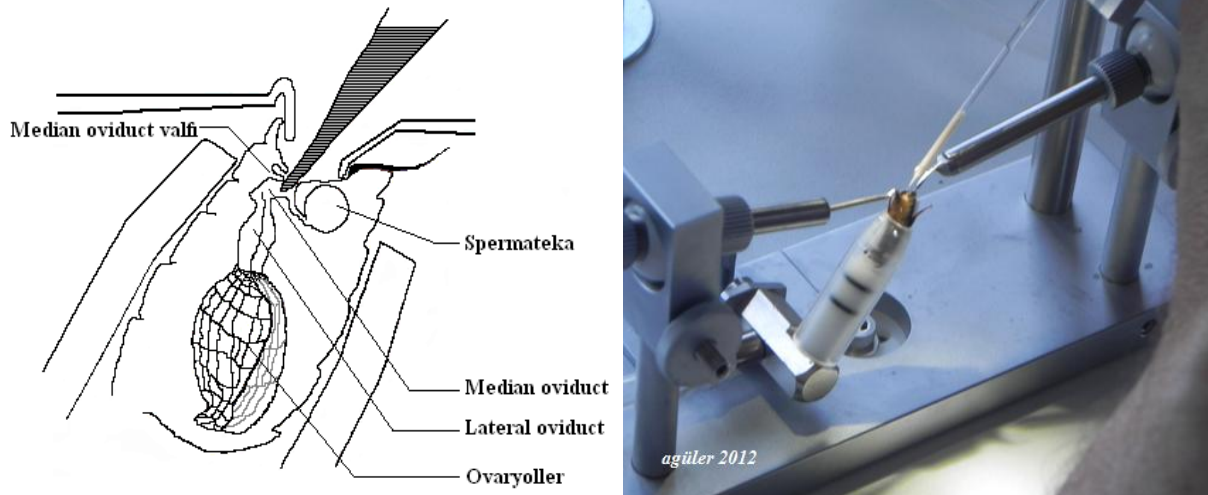 Median oviduct valfi
Spermateka
Median oviduct
Lateral oviduct
Ovaryoller
agüler 2012